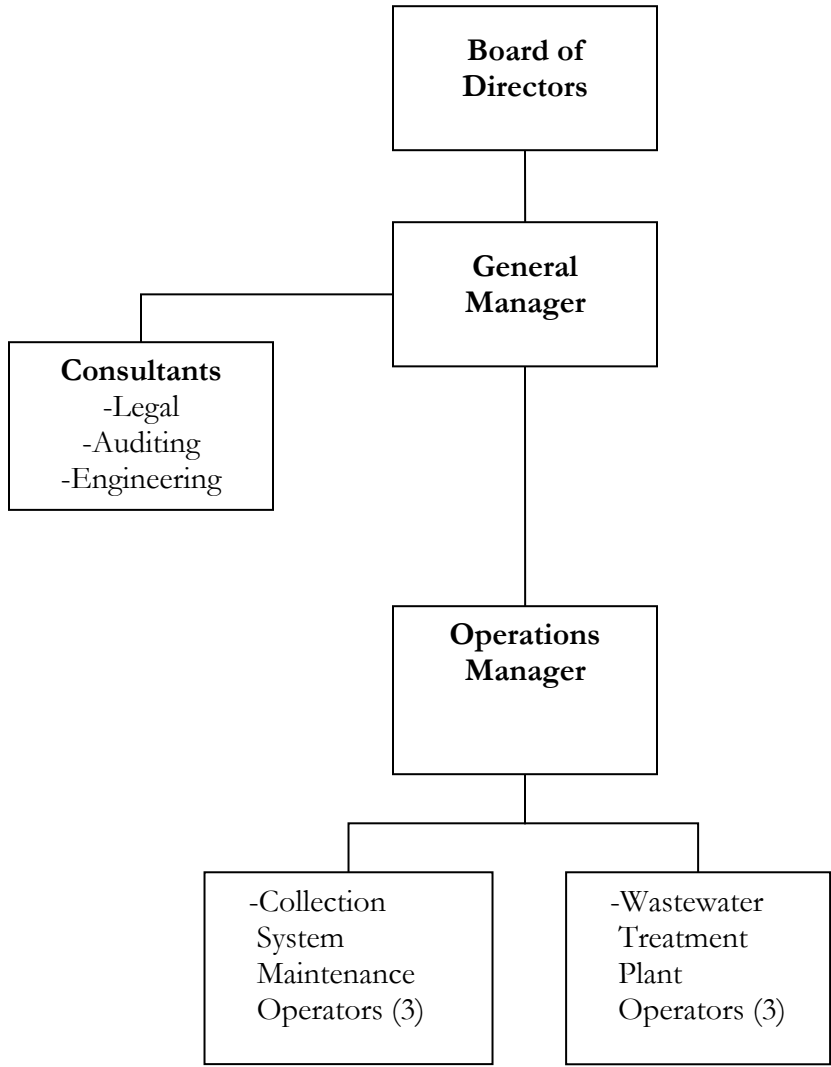 Board of
Directors
General
Manager
Consultants
-Legal
-Auditing
-Engineering
Operations
Manager
-Collection
System
Maintenance
Operators (3)
-Wastewater
Treatment
Plant
Operators (3)